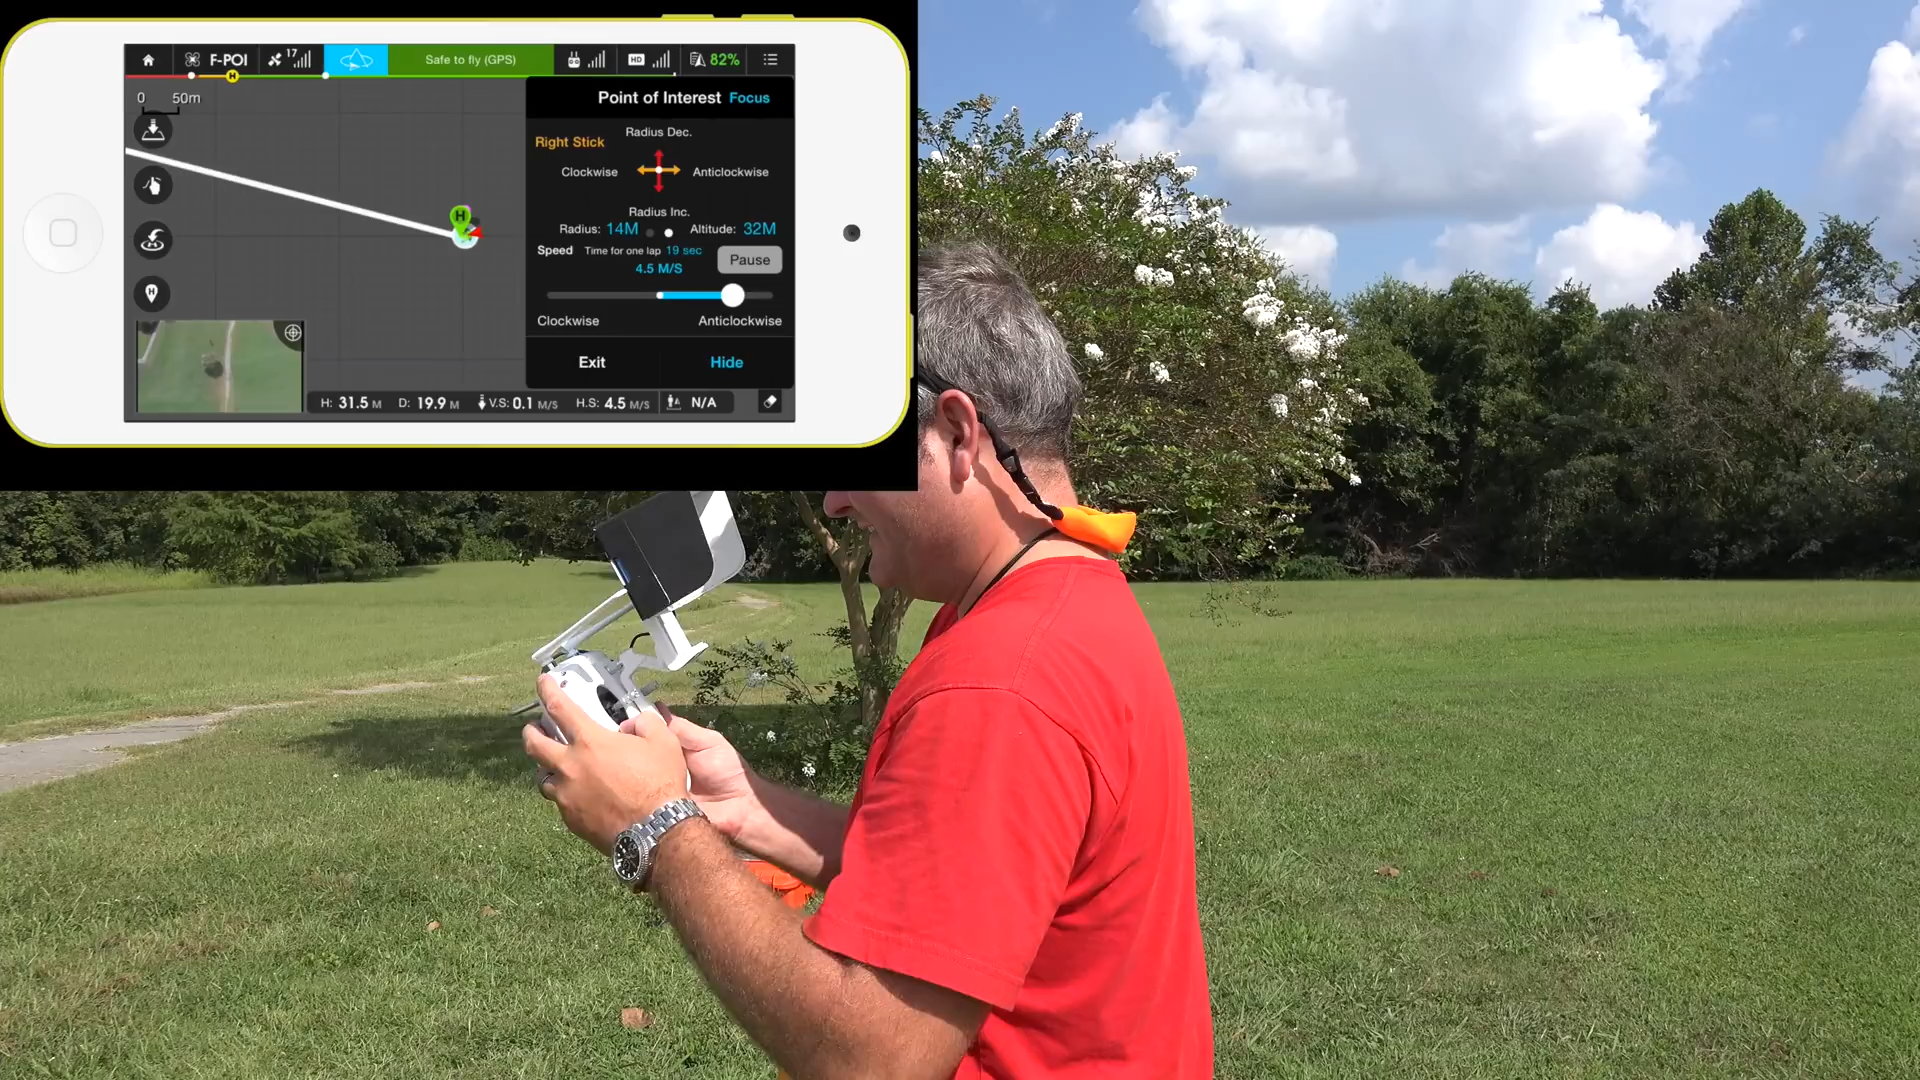 F-POI 17 Safe to fly (GPS) HD 82%
H
0 50m
Point of Interest Focus
Right Stick
Radius Dec.
Clockwise Anticlockwise
Radius Inc.
H
Radius: 14M Altitude: 32M
Speed Time for one lap 19 sec
4.5 M/S
Pause
H
Clockwise Anticlockwise
Exit Hide
H: 31.5 M D: 19.9 M V.S: 0.1 M/S H.S: 4.5 M/S N/A